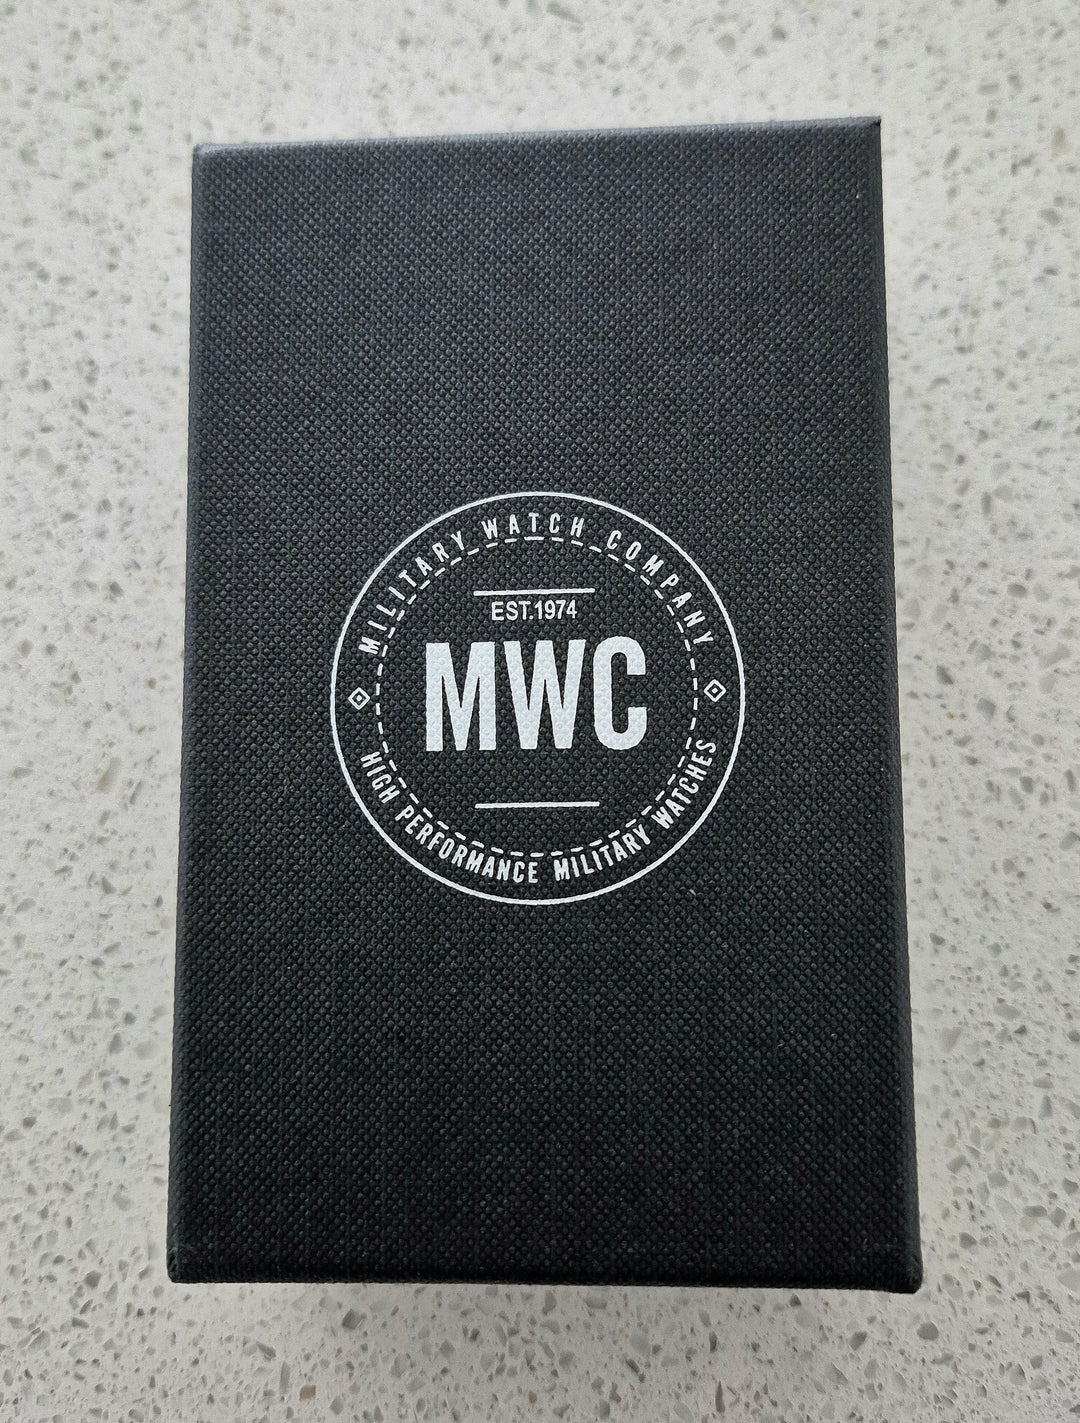 MILITARY WATCH COMPANY
EST.1974
MWC
HIGH PERFORMANCE MILITARY WATCHES